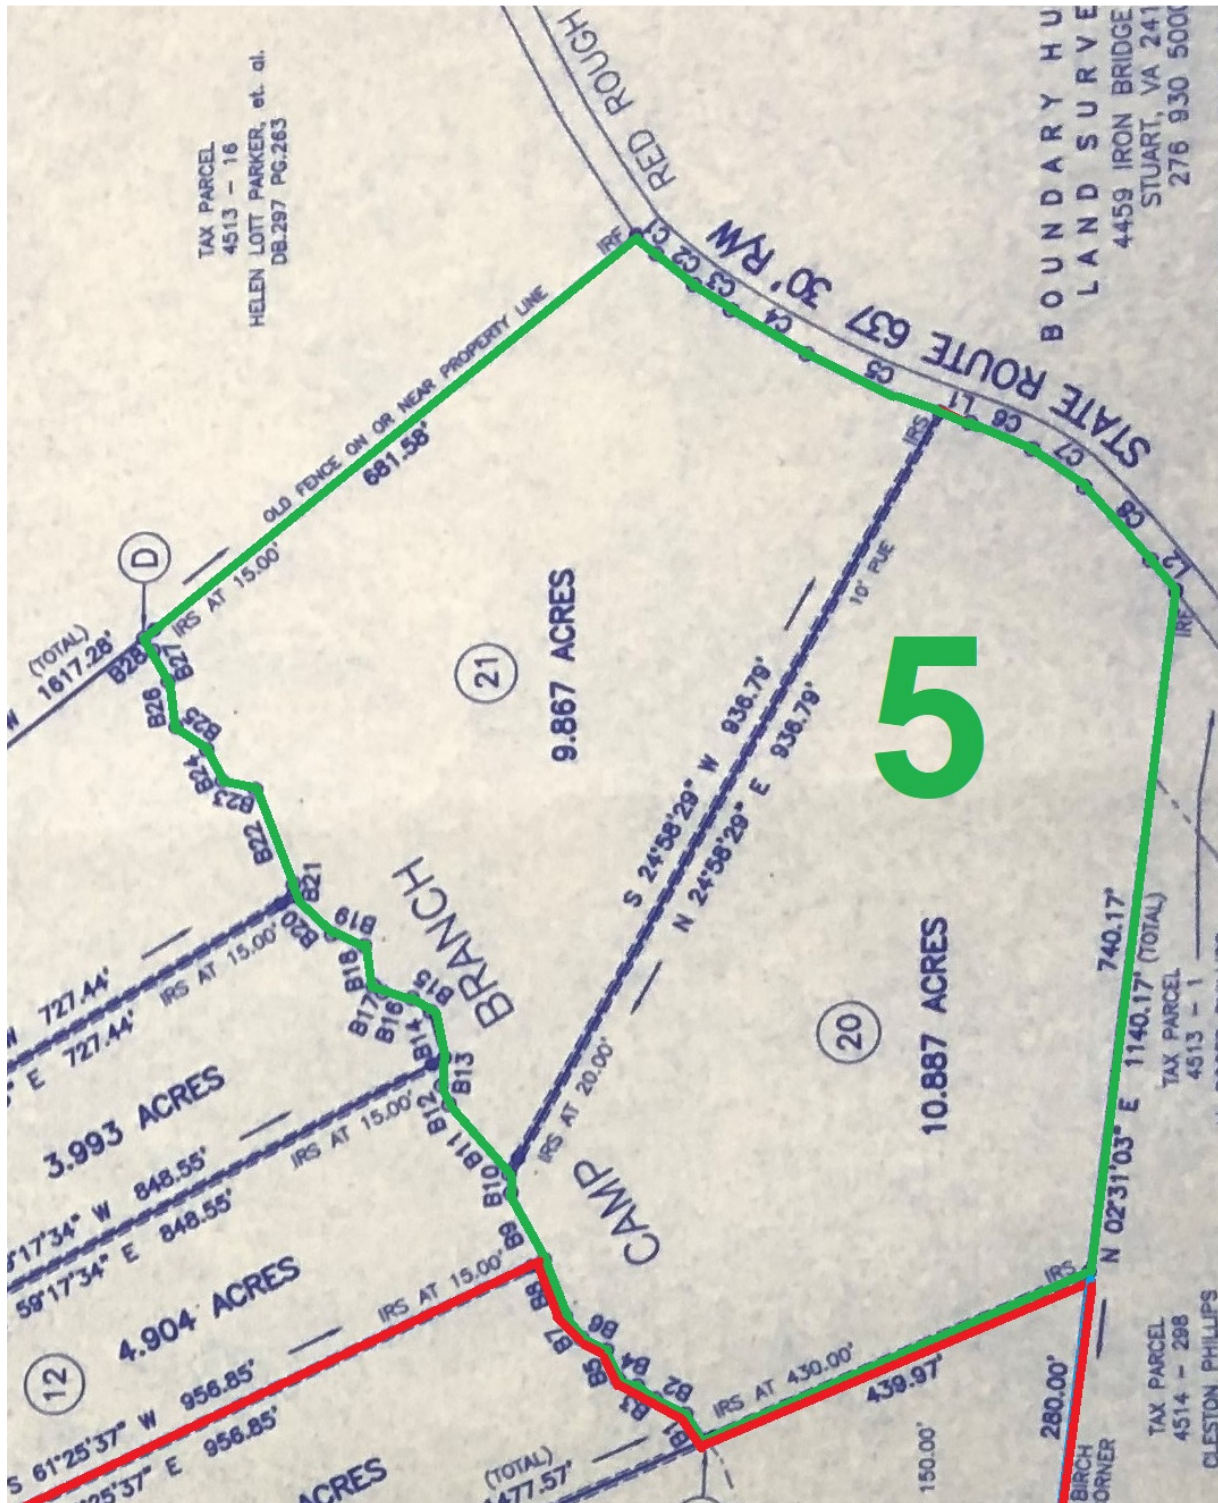 TAX PARCEL
4513 - 16
HELEN LOTT PARKER, et. al.
DB.297 PG.263
RED ROUGH
BOUNDARY HU
LAND SURVE
4459 IRON BRIDGE
STUART, VA 241
276 930 5000
STATE ROUTE 637 30' R/W
IRF
C1
C2
C3
C4
C5
L1
C6
C7
C8
L2
IRF
IRS
OLD FENCE ON OR NEAR PROPERTY LINE
681.58'
IRS AT 15.00'
D
(TOTAL)
1617.28'
B28
B27
B26
B25
B24
B23
B22
B21
B20
B19
B18
B17
B16
B15
B14
B13
B12
B11
B10
B9
B8
B7
B6
B5
B4
B3
B2
B1
21
9.867 ACRES
10' PUE
S 24°58'29" W 936.79'
N 24°58'29" E 936.79'
5
20
10.887 ACRES
IRS AT 20.00'
CAMP
BRANCH
W 727.44'
E 727.44'
IRS AT 15.00'
3.993 ACRES
17'34" W 848.55'
59°17'34" E 848.55'
IRS AT 15.00'
4.904 ACRES
12
IRS AT 15.00'
S 61°25'37" W 956.85'
25'37" E 956.85'
ACRES
(TOTAL)
477.57'
IRS AT 430.00'
439.97'
IRS
150.00'
280.00'
BIRCH
ORNER
N 02°31'03" E 1140.17' (TOTAL)
740.17'
TAX PARCEL
4513 - 1
TAX PARCEL
4514 - 298
CLESTON PHILLIPS